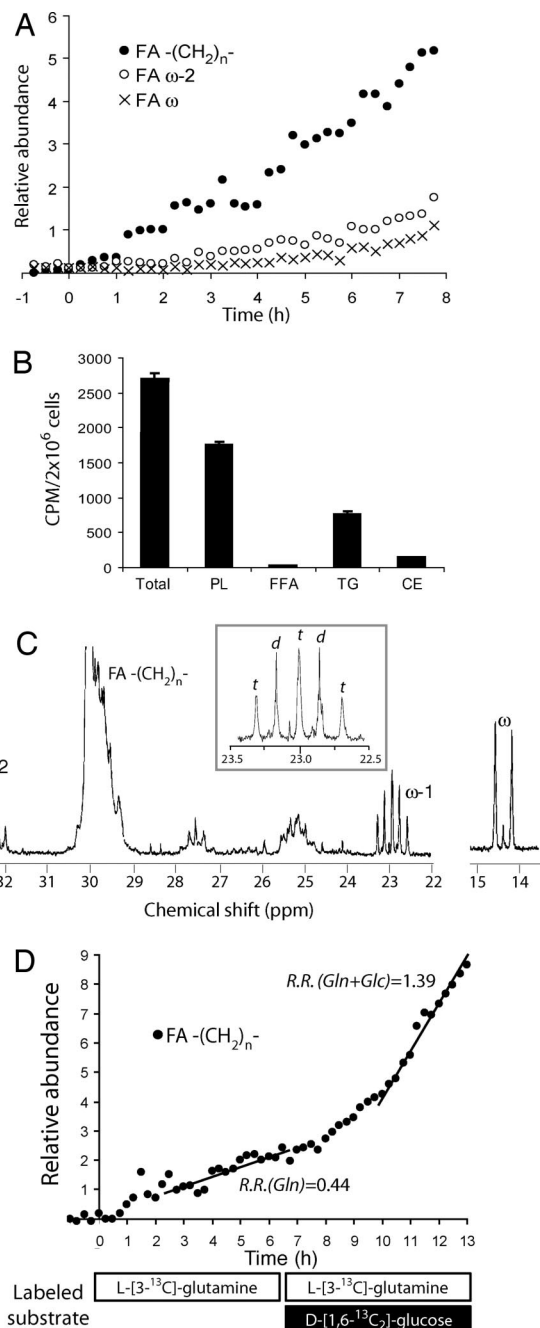 A
6
5
4
3
2
1
Relative abundance
● FA -(CH2)n-
○ FA ω-2
× FA ω
-1 0 1 2 3 4 5 6 7 8
Time (h)
B
3000
2500
2000
1500
1000
500
0
CPM/2x10⁶ cells
Total PL FFA TG CE
C
FA -(CH2)n-
t d t d t
23.5 23.0 22.5
2
ω-1
ω
32 31 30 29 28 27 26 25 24 23 22 15 14
Chemical shift (ppm)
D
9
8
7
6
5
4
3
2
1
Relative abundance
● FA -(CH2)n-
R.R.(Gln+Glc)=1.39
R.R.(Gln)=0.44
0 1 2 3 4 5 6 7 8 9 10 11 12 13
Time (h)
Labeled substrate
L-[3-¹³C]-glutamine
L-[3-¹³C]-glutamine
D-[1,6-¹³C2]-glucose